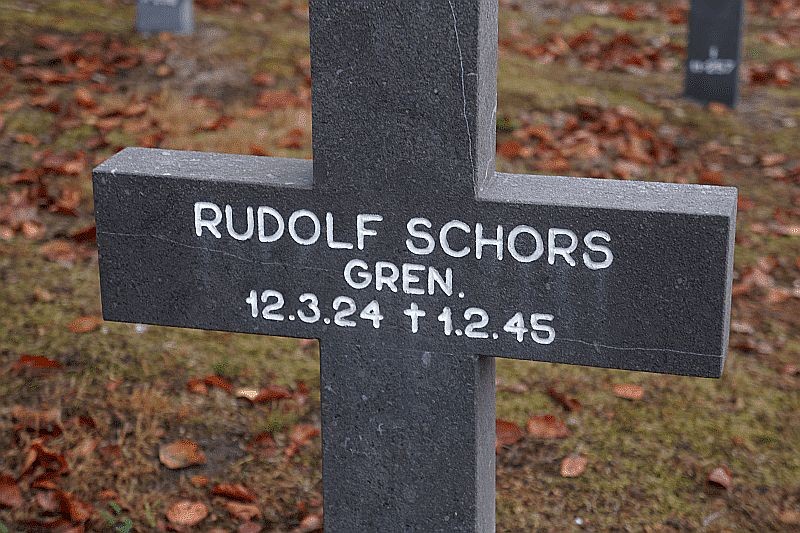 RUDOLF SCHORS
GREN.
12.3.24 † 1.2.45